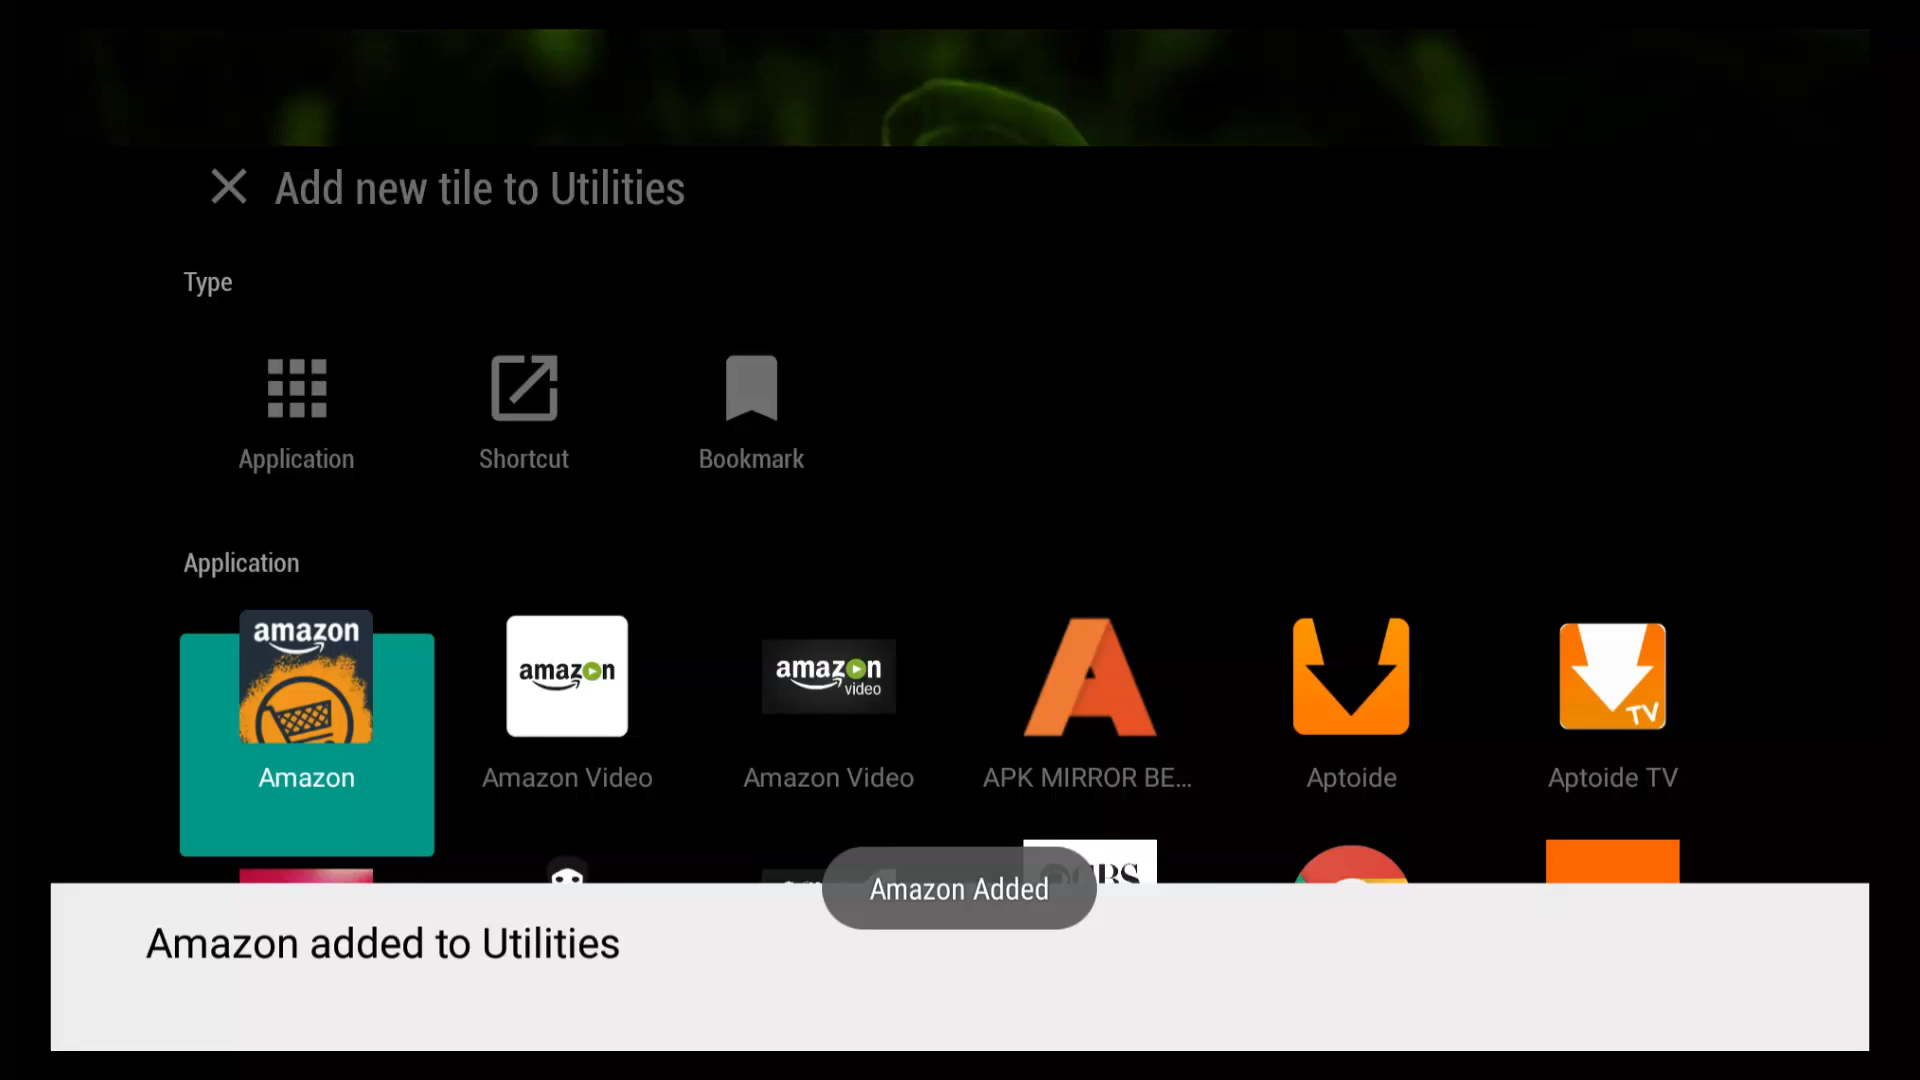 Add new tile to Utilities
Type
Application
Shortcut
Bookmark
Application
amazon
amazon
amazon
video
TV
Amazon
Amazon Video
Amazon Video
APK MIRROR BE...
Aptoide
Aptoide TV
Amazon Added
Amazon added to Utilities